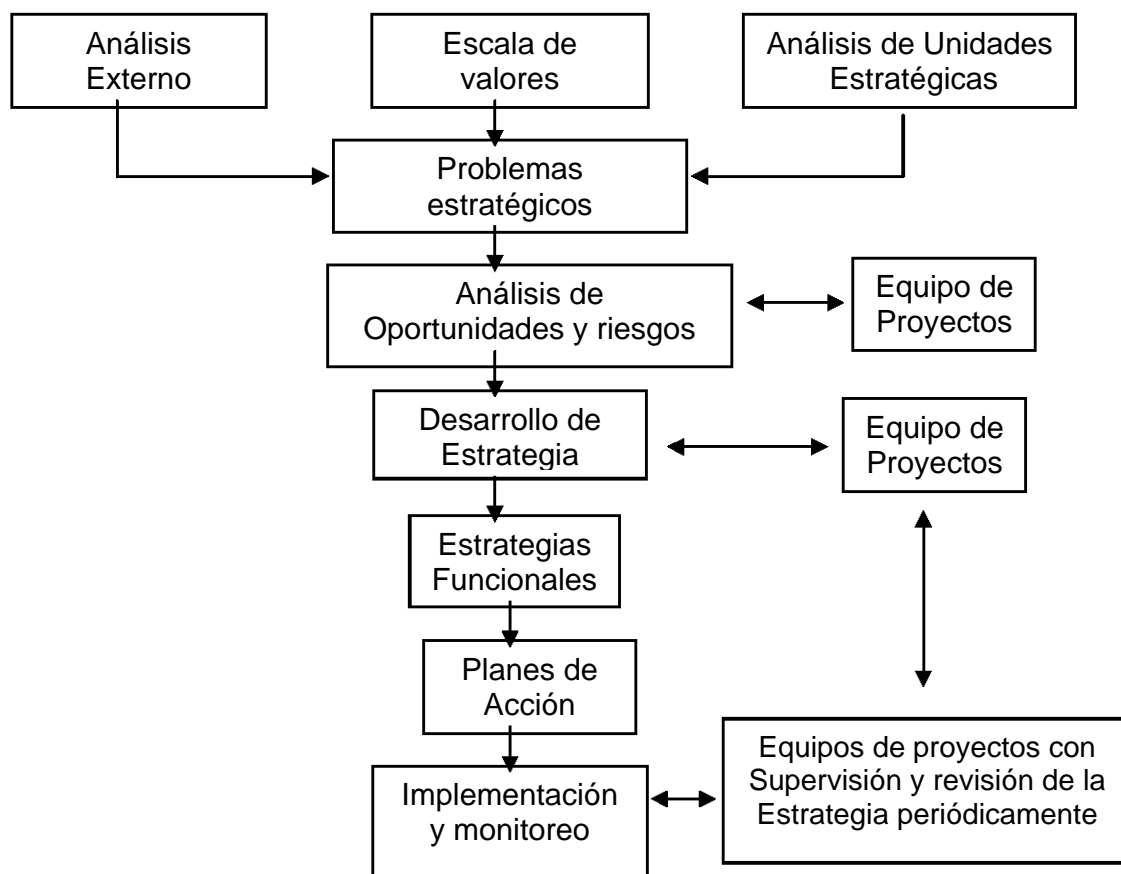 Análisis
Externo
Escala de
valores
Análisis de Unidades
Estratégicas
Problemas
estratégicos
Análisis de
Oportunidades y riesgos
Equipo de
Proyectos
Desarrollo de
Estrategia
Equipo de
Proyectos
Estrategias
Funcionales
Planes de
Acción
Implementación
y monitoreo
Equipos de proyectos con
Supervisión y revisión de la
Estrategia periódicamente